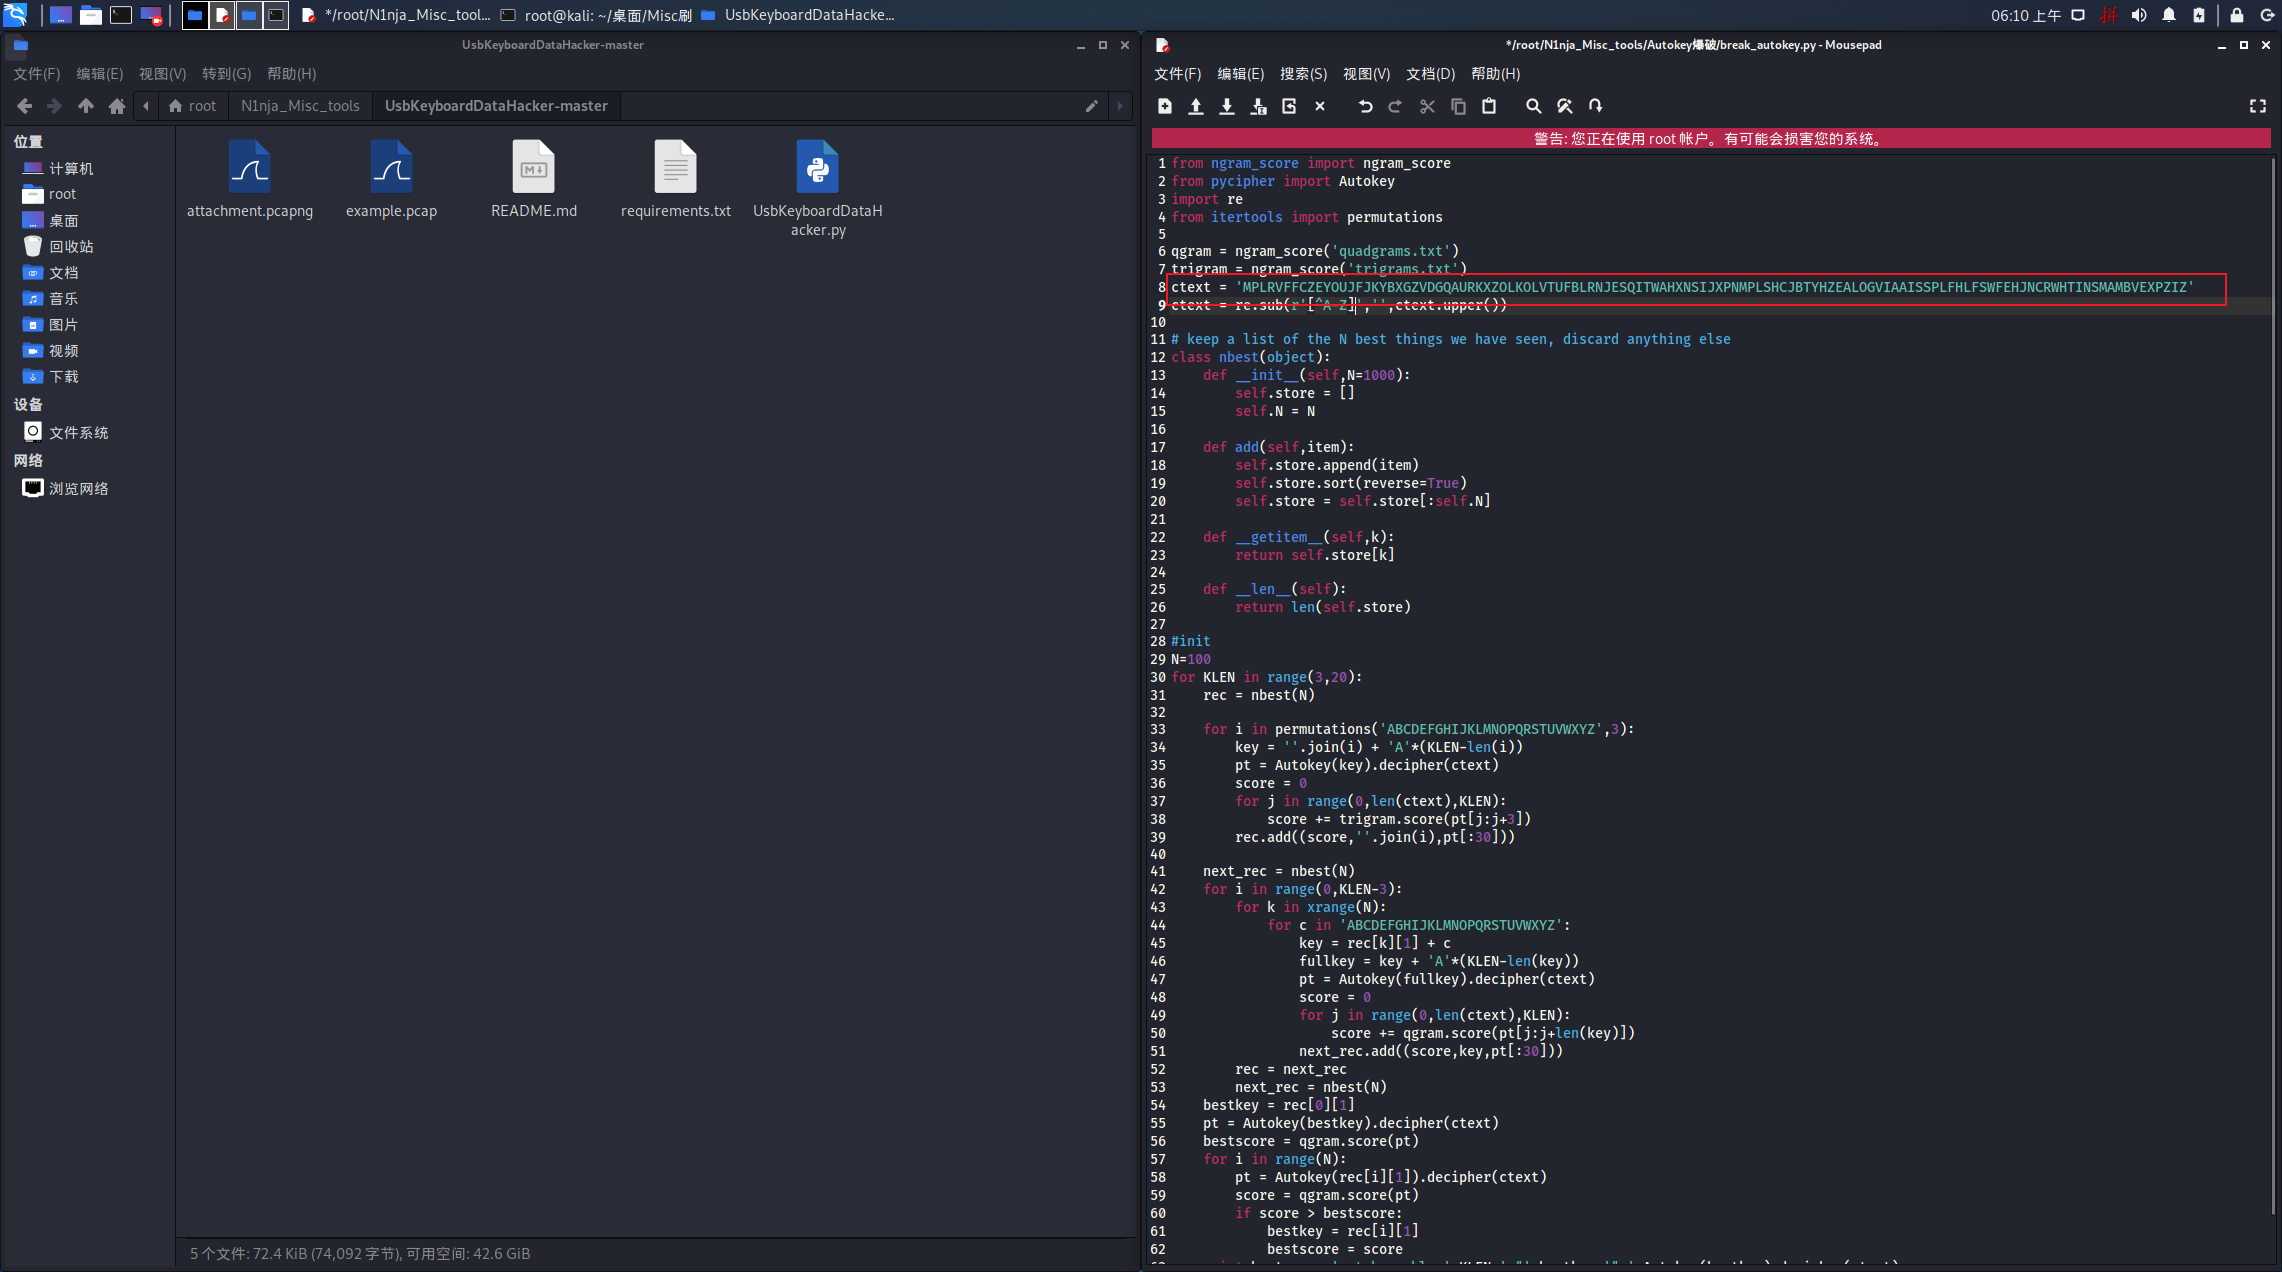 */root/N1nja_Misc_tool... root@kali: ~/桌面/Misc刷 UsbKeyboardDataHacke... 06:10 上午 拼
UsbKeyboardDataHacker-master
文件(F) 编辑(E) 视图(V) 转到(G) 帮助(H)
root N1nja_Misc_tools UsbKeyboardDataHacker-master
位置
计算机
root
桌面
回收站
文档
音乐
图片
视频
下载
设备
文件系统
网络
浏览网络
attachment.pcapng
example.pcap
README.md
requirements.txt
UsbKeyboardDataH
acker.py
5 个文件: 72.4 KiB (74,092 字节), 可用空间: 42.6 GiB
*/root/N1nja_Misc_tools/Autokey爆破/break_autokey.py - Mousepad
文件(F) 编辑(E) 搜索(S) 视图(V) 文档(D) 帮助(H)
警告: 您正在使用 root 帐户。有可能会损害您的系统。
1 from ngram_score import ngram_score
2 from pycipher import Autokey
3 import re
4 from itertools import permutations
5
6 qgram = ngram_score('quadgrams.txt')
7 trigram = ngram_score('trigrams.txt')
8 ctext = 'MPLRVFFCZEYOUJFJKYBXGZVDGQAURKXZOLKOLVTUFBLRNJESQITWAHXNSIJXPNMPLSHCJBTYHZEALOGVIAAISSPLFHLFSWFEHJNCRWHTINSMAMBVEXPZIZ'
9 ctext = re.sub(r'[^A-Z]','',ctext.upper())
10
11 # keep a list of the N best things we have seen, discard anything else
12 class nbest(object):
13     def __init__(self,N=1000):
14         self.store = []
15         self.N = N
16
17     def add(self,item):
18         self.store.append(item)
19         self.store.sort(reverse=True)
20         self.store = self.store[:self.N]
21
22     def __getitem__(self,k):
23         return self.store[k]
24
25     def __len__(self):
26         return len(self.store)
27
28 #init
29 N=100
30 for KLEN in range(3,20):
31     rec = nbest(N)
32
33     for i in permutations('ABCDEFGHIJKLMNOPQRSTUVWXYZ',3):
34         key = ''.join(i) + 'A'*(KLEN-len(i))
35         pt = Autokey(key).decipher(ctext)
36         score = 0
37         for j in range(0,len(ctext),KLEN):
38             score += trigram.score(pt[j:j+3])
39         rec.add((score,''.join(i),pt[:30]))
40
41     next_rec = nbest(N)
42     for i in range(0,KLEN-3):
43         for k in xrange(N):
44             for c in 'ABCDEFGHIJKLMNOPQRSTUVWXYZ':
45                 key = rec[k][1] + c
46                 fullkey = key + 'A'*(KLEN-len(key))
47                 pt = Autokey(fullkey).decipher(ctext)
48                 score = 0
49                 for j in range(0,len(ctext),KLEN):
50                     score += qgram.score(pt[j:j+len(key)])
51                 next_rec.add((score,key,pt[:30]))
52         rec = next_rec
53         next_rec = nbest(N)
54     bestkey = rec[0][1]
55     pt = Autokey(bestkey).decipher(ctext)
56     bestscore = qgram.score(pt)
57     for i in range(N):
58         pt = Autokey(rec[i][1]).decipher(ctext)
59         score = qgram.score(pt)
60         if score > bestscore:
61             bestkey = rec[i][1]
62             bestscore = score